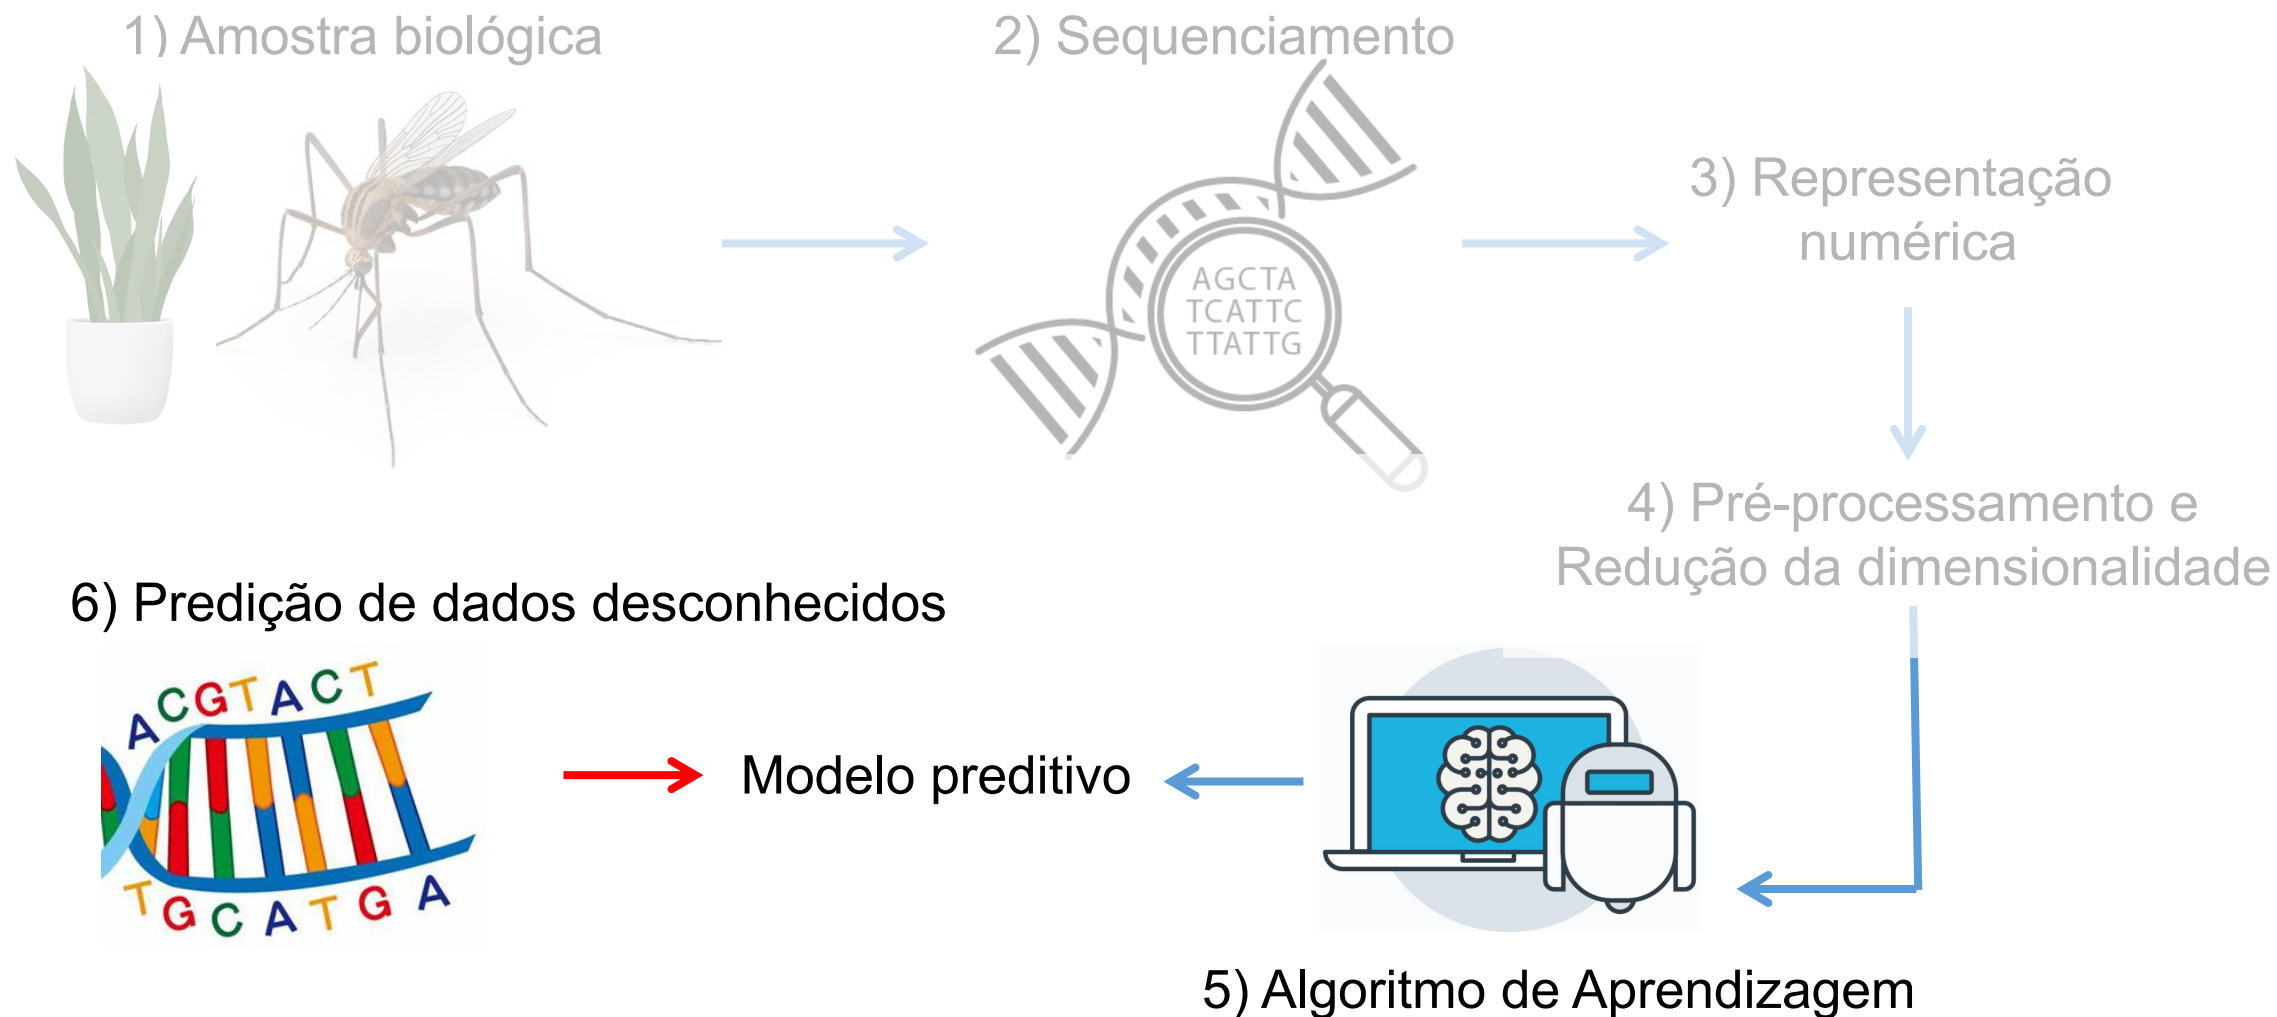 1) Amostra biológica
2) Sequenciamento
AGCTA
TCATTC
TTATTG
3) Representação
numérica
4) Pré-processamento e
Redução da dimensionalidade
6) Predição de dados desconhecidos
ACGTACT
TGCATGA
Modelo preditivo
5) Algoritmo de Aprendizagem